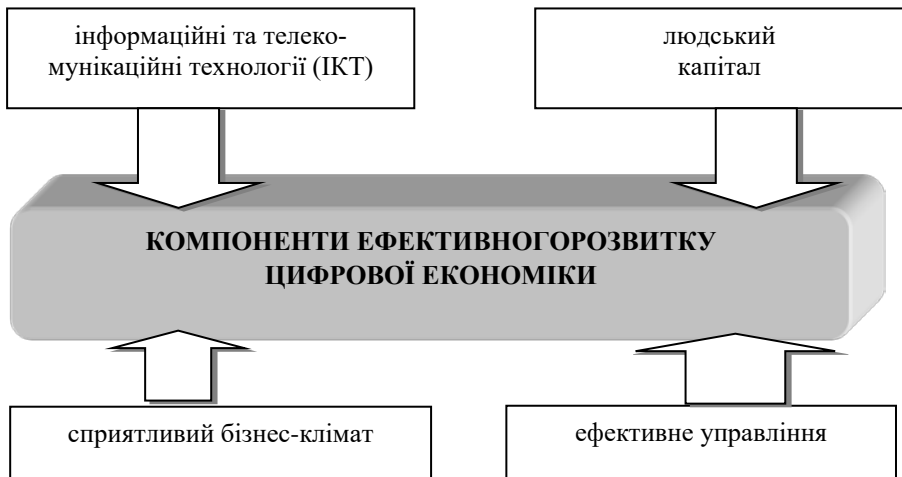 інформаційні та телеко-
мунікаційні технології (ІКТ)
людський
капітал
КОМПОНЕНТИ ЕФЕКТИВНОГОРОЗВИТКУ
ЦИФРОВОЇ ЕКОНОМІКИ
сприятливий бізнес-клімат
ефективне управління